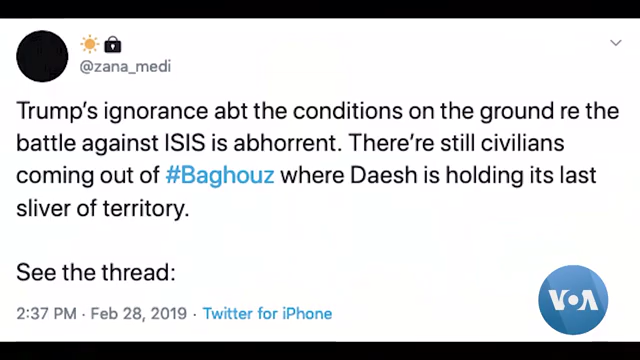 @zana_medi
Trump's ignorance abt the conditions on the ground re the
battle against ISIS is abhorrent. There're still civilians
coming out of #Baghouz where Daesh is holding its last
sliver of territory.
See the thread:
2:37 PM · Feb 28, 2019 · Twitter for iPhone
VOA